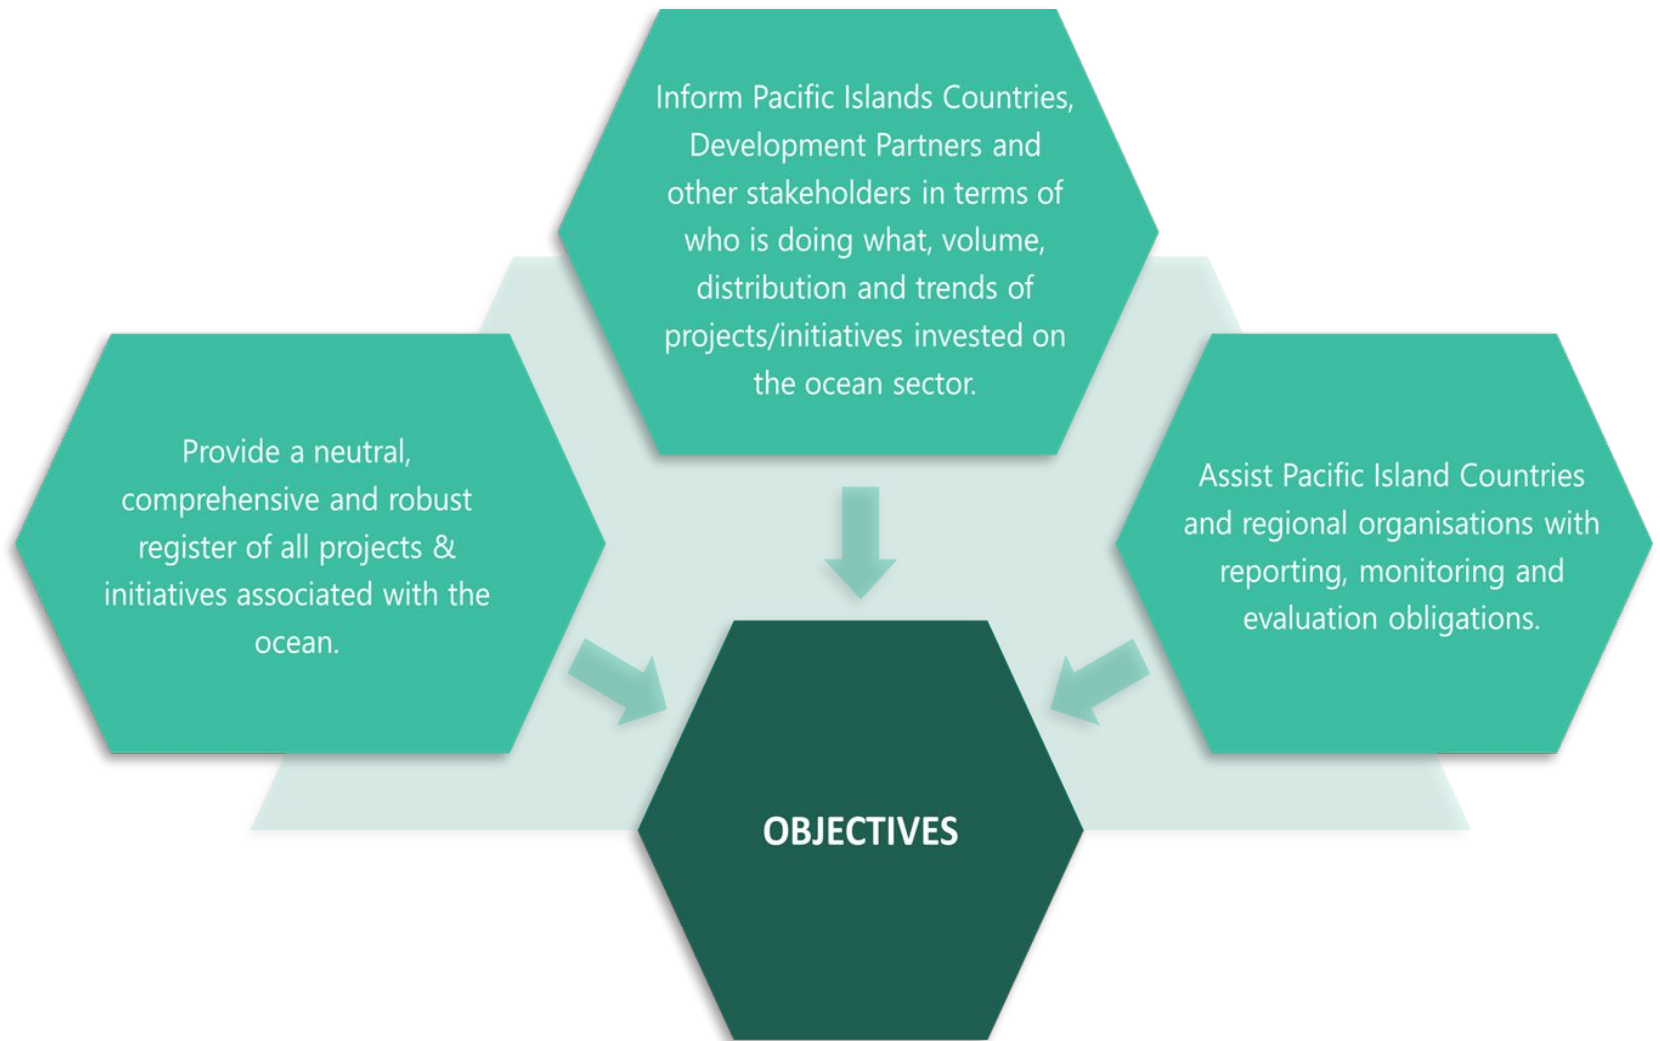 Inform Pacific Islands Countries,
Development Partners and
other stakeholders in terms of
who is doing what, volume,
distribution and trends of
projects/initiatives invested on
the ocean sector.
Provide a neutral,
comprehensive and robust
register of all projects &
initiatives associated with the
ocean.
Assist Pacific Island Countries
and regional organisations with
reporting, monitoring and
evaluation obligations.
OBJECTIVES